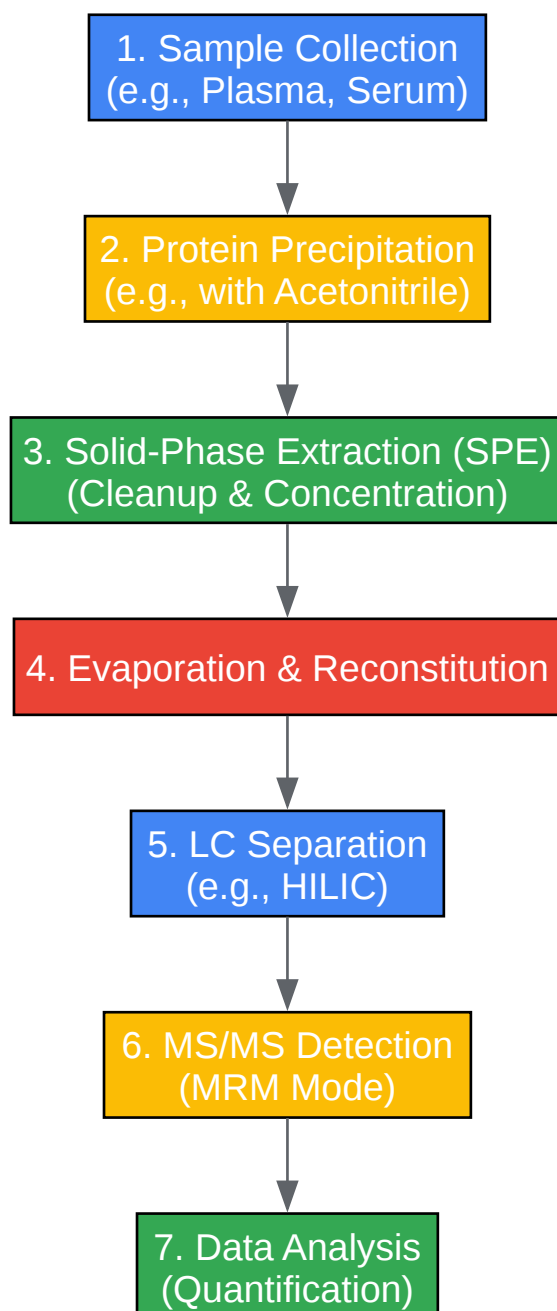 1. Sample Collection
(e.g., Plasma, Serum)
2. Protein Precipitation
(e.g., with Acetonitrile)
3. Solid-Phase Extraction (SPE)
(Cleanup & Concentration)
4. Evaporation & Reconstitution
5. LC Separation
(e.g., HILIC)
6. MS/MS Detection
(MRM Mode)
7. Data Analysis
(Quantification)